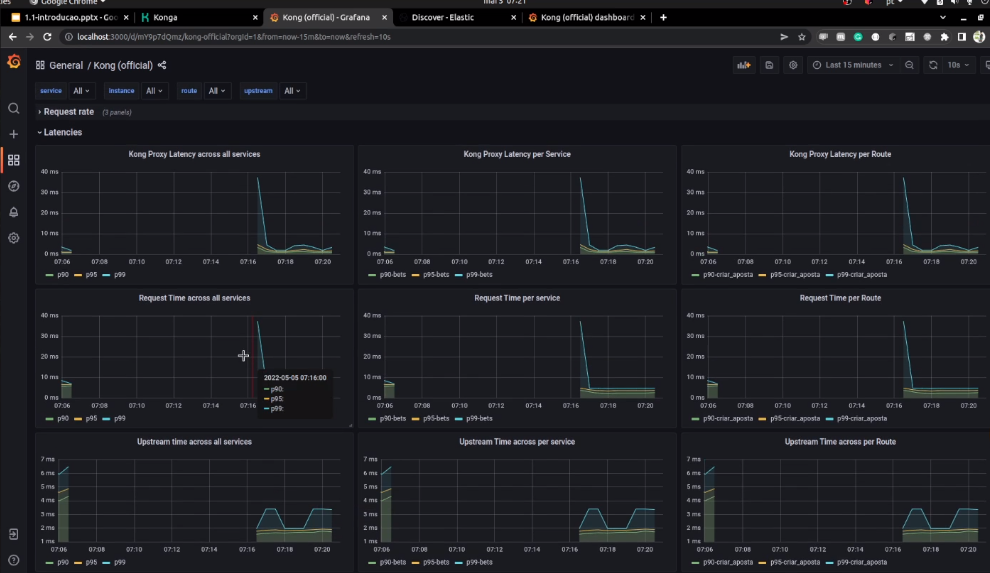 Google Chrome
pt
1.1-introducao.pptx - Goo
Konga
Kong (official) - Grafana
Discover - Elastic
Kong (official) dashboard
localhost:3000/d/mY9p7dQmz/kong-official?orgId=1&from=now-15m&to=now&refresh=10s
General / Kong (official)
Last 15 minutes
10s
service All instance All route All upstream All
Request rate (3 panels)
Latencies
Kong Proxy Latency across all services
40 ms
30 ms
20 ms
10 ms
0 ms
07:06 07:08 07:10 07:12 07:14 07:16 07:18 07:20
p90 p95 p99
Kong Proxy Latency per Service
40 ms
30 ms
20 ms
10 ms
0 ms
07:06 07:08 07:10 07:12 07:14 07:16 07:18 07:20
p90-bets p95-bets p99-bets
Kong Proxy Latency per Route
40 ms
30 ms
20 ms
10 ms
0 ms
07:06 07:08 07:10 07:12 07:14 07:16 07:18 07:20
p90-criar_aposta p95-criar_aposta p99-criar_aposta
Request Time across all services
40 ms
30 ms
20 ms
10 ms
0 ms
2022-05-05 07:16:00
p90:
p95:
p99:
07:06 07:08 07:10 07:12 07:14 07:16 07:18 07:20
p90 p95 p99
Request Time per service
40 ms
30 ms
20 ms
10 ms
0 ms
07:06 07:08 07:10 07:12 07:14 07:16 07:18 07:20
p90-bets p95-bets p99-bets
Request Time per Route
40 ms
30 ms
20 ms
10 ms
0 ms
07:06 07:08 07:10 07:12 07:14 07:16 07:18 07:20
p90-criar_aposta p95-criar_aposta p99-criar_aposta
Upstream time across all services
7 ms
6 ms
5 ms
4 ms
3 ms
2 ms
1 ms
07:06 07:08 07:10 07:12 07:14 07:16 07:18 07:20
p90 p95 p99
Upstream Time across per service
7 ms
6 ms
5 ms
4 ms
3 ms
2 ms
1 ms
07:06 07:08 07:10 07:12 07:14 07:16 07:18 07:20
p90-bets p95-bets p99-bets
Upstream Time across per Route
7 ms
6 ms
5 ms
4 ms
3 ms
2 ms
1 ms
07:06 07:08 07:10 07:12 07:14 07:16 07:18 07:20
p90-criar_aposta p95-criar_aposta p99-criar_aposta